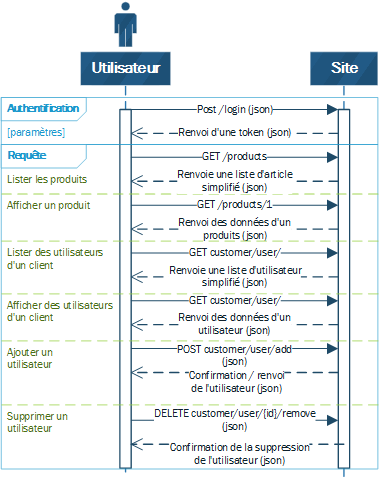 Utilisateur
Site
Authentification
Post /login (json)
[paramètres]
Renvoi d'une token (json)
Requête
GET /products
Lister les produits
Renvoie une liste d'article
simplifié (json)
Afficher un produit
GET /products/1
Renvoi des données d'un
produits (json)
Lister des utilisateurs
d'un client
GET customer/user/
Renvoie une liste d'utilisateur
simplifié (json)
Afficher des utilisateurs
d'un client
GET customer/user/
Renvoi des données d'un
utilisateur (json)
Ajouter un
utilisateur
POST customer/user/add
(json)
Confirmation / renvoi
de l'utilisateur (json)
Supprimer un
utilisateur
DELETE customer/user/{id}/remove
(json)
Confirmation de la suppression
de l'utilisateur (json)